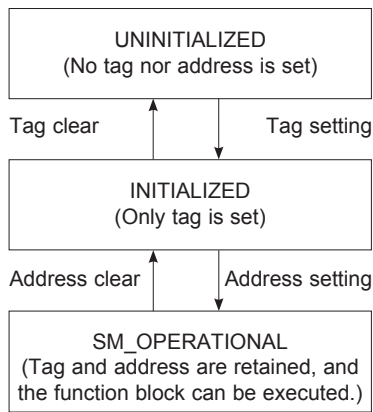 UNINITIALIZED
(No tag nor address is set)
Tag clear
Tag setting
INITIALIZED
(Only tag is set)
Address clear
Address setting
SM_OPERATIONAL
(Tag and address are retained, and
the function block can be executed.)